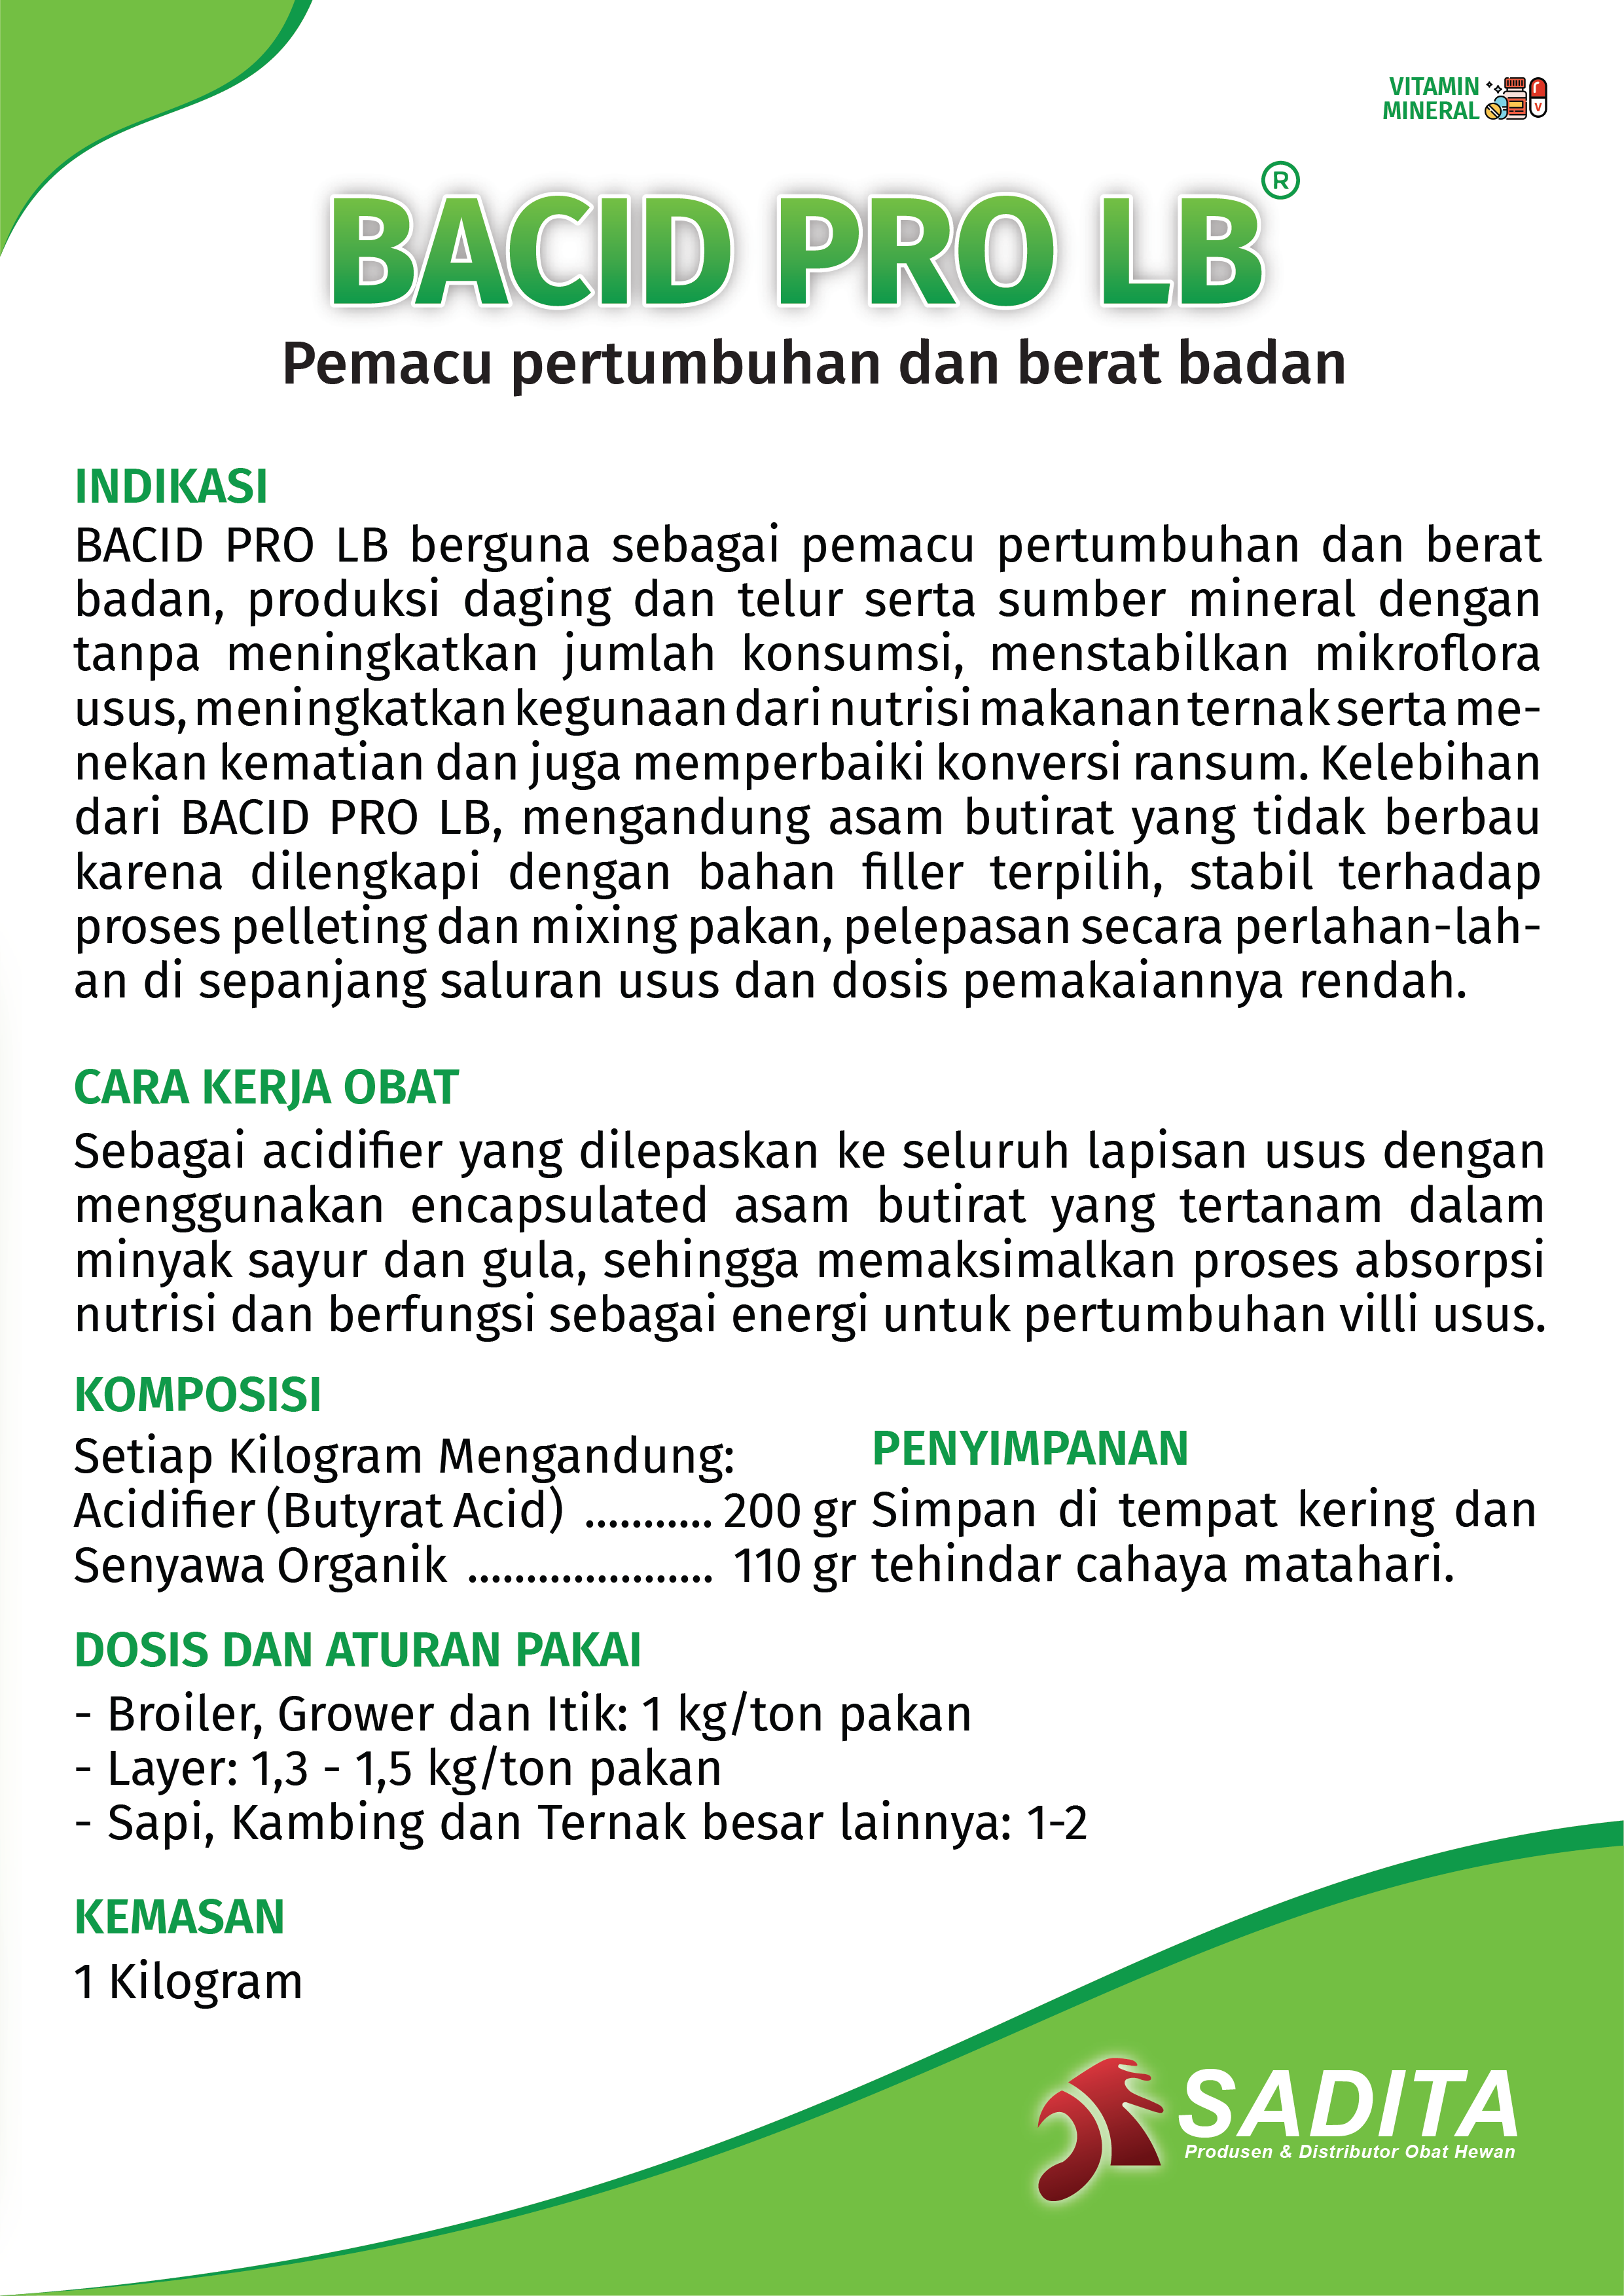 VITAMIN
MINERAL
BACID PRO LB®
Pemacu pertumbuhan dan berat badan
INDIKASI
BACID PRO LB berguna sebagai pemacu pertumbuhan dan berat
badan, produksi daging dan telur serta sumber mineral dengan
tanpa meningkatkan jumlah konsumsi, menstabilkan mikroflora
usus, meningkatkan kegunaan dari nutrisi makanan ternak serta me-
nekan kematian dan juga memperbaiki konversi ransum. Kelebihan
dari BACID PRO LB, mengandung asam butirat yang tidak berbau
karena dilengkapi dengan bahan filler terpilih, stabil terhadap
proses pelleting dan mixing pakan, pelepasan secara perlahan-lah-
an di sepanjang saluran usus dan dosis pemakaiannya rendah.
CARA KERJA OBAT
Sebagai acidifier yang dilepaskan ke seluruh lapisan usus dengan
menggunakan encapsulated asam butirat yang tertanam dalam
minyak sayur dan gula, sehingga memaksimalkan proses absorpsi
nutrisi dan berfungsi sebagai energi untuk pertumbuhan villi usus.
KOMPOSISI
Setiap Kilogram Mengandung:
Acidifier (Butyrat Acid) ........... 200 gr
Senyawa Organik ..................... 110 gr
PENYIMPANAN
Simpan di tempat kering dan
tehindar cahaya matahari.
DOSIS DAN ATURAN PAKAI
- Broiler, Grower dan Itik: 1 kg/ton pakan
- Layer: 1,3 - 1,5 kg/ton pakan
- Sapi, Kambing dan Ternak besar lainnya: 1-2
KEMASAN
1 Kilogram
SADITA
Produsen & Distributor Obat Hewan